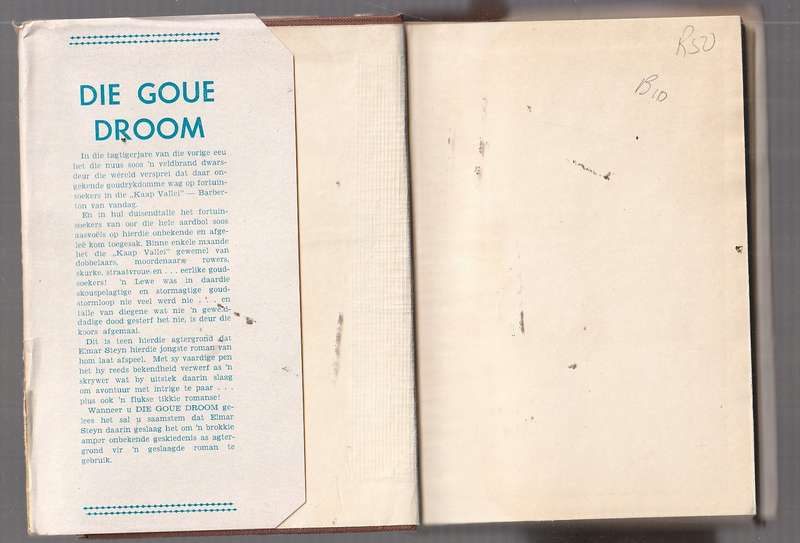 DIE GOUE
DROOM
In die tagtigerjare van die vorige eeu
het die nuus soos 'n veldbrand dwars-
deur die wêreld versprei dat daar on-
gekende goudrykdomme wag op fortuin-
soekers in die „Kaap Vallei" — Barber-
ton van vandag.
En in hul duisendtalle het fortuin-
soekers van oor die hele aardbol soos
aasvoëls op hierdie onbekende en afge-
leë kom toegesak. Binne enkele maande
het die „Kaap Vallei" gewemel van
dobbelaars, moordenaars, rowers,
skurke, straatvroue en . . . eerlike goud-
soekers! 'n Lewe was in daardie
skouspelagtige en stormagtige goud-
stormloop nie veel werd nie . . . en
talle van diegene wat nie 'n geweld-
dadige dood gesterf het nie, is deur die
koors afgemaai.
Dit is teen hierdie agtergrond dat
Elmar Steyn hierdie jongste roman van
hom laat afspeel. Met sy vaardige pen
het hy reeds bekendheid verwerf as 'n
skrywer wat by uitstek daarin slaag
om avontuur met intrige te paar . . .
plus ook 'n flukse tikkie romanse!
Wanneer u DIE GOUE DROOM ge-
lees het sal u saamstem dat Elmar
Steyn daarin geslaag het om 'n brokkie
amper onbekende geskiedenis as agter-
grond vir 'n geslaagde roman te
gebruik.
R50
B10